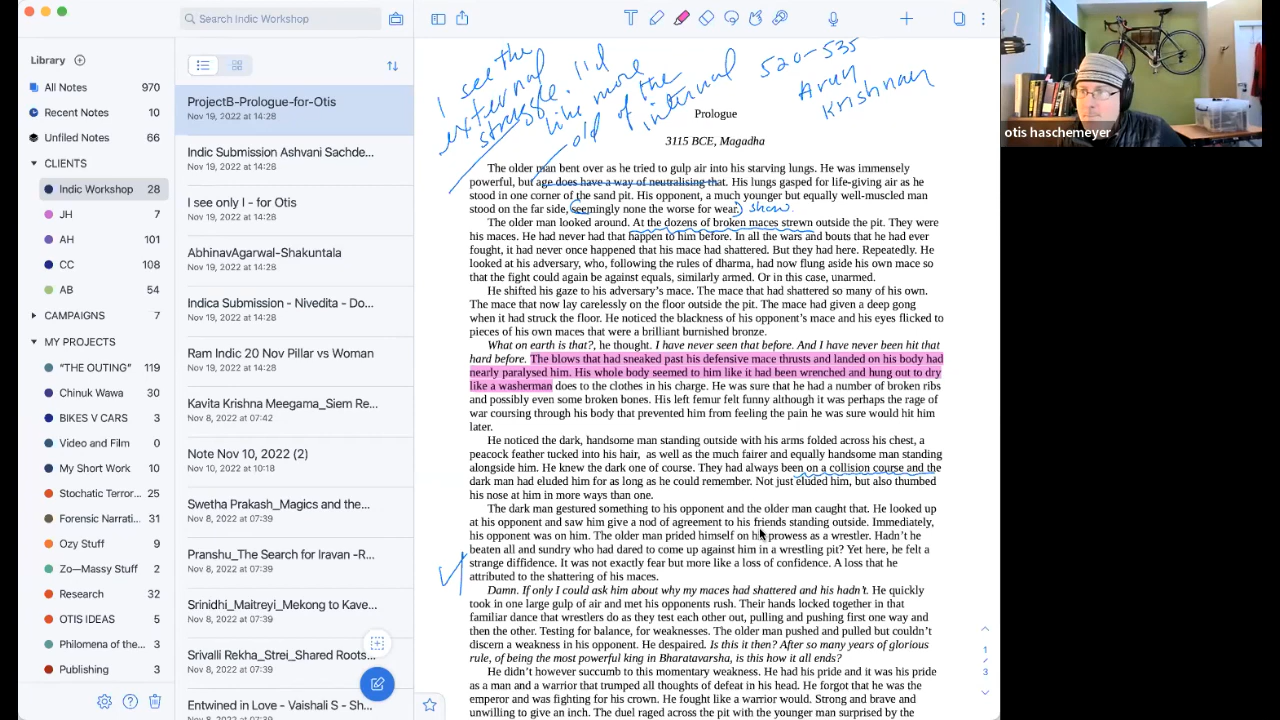 Search Indic Workshop
Library
All Notes 970
Recent Notes 10
Unfiled Notes 66
CLIENTS
Indic Workshop 28
JH 7
AH 101
CC 108
AB 54
CAMPAIGNS 7
MY PROJECTS
“THE OUTING” 119
Chinuk Wawa 30
BIKES V CARS 3
Video and Film 0
My Short Work 10
Stochatic Terror... 25
Forensic Narrati... 31
Ozy Stuff 9
Zo—Massy Stuff 2
Research 32
OTIS IDEAS 5
Philomena of the... 3
Publishing 3
ProjectB-Prologue-for-Otis
Nov 19, 2022 at 14:28
Indic Submission Ashvani Sachde...
Nov 19, 2022 at 14:28
I see only I - for Otis
Nov 19, 2022 at 14:28
AbhinavAgarwal-Shakuntala
Nov 19, 2022 at 14:28
Indica Submission - Nivedita - Do...
Nov 19, 2022 at 14:28
Ram Indic 20 Nov Pillar vs Woman
Nov 19, 2022 at 14:28
Kavita Krishna Meegama_Siem Re...
Nov 8, 2022 at 07:42
Note Nov 10, 2022 (2)
Nov 10, 2022 at 10:18
Swetha Prakash_Magics and the...
Nov 8, 2022 at 07:39
Pranshu_The Search for Iravan -R...
Nov 8, 2022 at 07:39
Srinidhi_Maitreyi_Mekong to Kave...
Nov 8, 2022 at 07:39
Srivalli Rekha_Strei_Shared Roots...
Nov 8, 2022 at 07:39
Entwined in Love - Vaishali S - Sh...
Nov 8, 2022 at 07:39
I see the
external
struggle. I'd
like more
old of the
internal
520-535
Arun
Krishnan
Prologue
3115 BCE, Magadha
The older man bent over as he tried to gulp air into his starving lungs. He was immensely
powerful, but age does have a way of neutralising that. His lungs gasped for life-giving air as he
stood in one corner of the sand pit. His opponent, a much younger but equally well-muscled man
stood on the far side, seemingly none the worse for wear. show.
The older man looked around. At the dozens of broken maces strewn outside the pit. They were
his maces. He had never had that happen to him before. In all the wars and bouts that he had ever
fought, it had never once happened that his mace had shattered. But they had here. Repeatedly. He
looked at his adversary, who, following the rules of dharma, had now flung aside his own mace so
that the fight could again be against equals, similarly armed. Or in this case, unarmed.
He shifted his gaze to his adversary’s mace. The mace that had shattered so many of his own.
The mace that now lay carelessly on the floor outside the pit. The mace had given a deep gong
when it had struck the floor. He noticed the blackness of his opponent’s mace and his eyes flicked to
pieces of his own maces that were a brilliant burnished bronze.
What on earth is that?, he thought. I have never seen that before. And I have never been hit that
hard before. The blows that had sneaked past his defensive mace thrusts and landed on his body had
nearly paralysed him. His whole body seemed to him like it had been wrenched and hung out to dry
like a washerman does to the clothes in his charge. He was sure that he had a number of broken ribs
and possibly even some broken bones. His left femur felt funny although it was perhaps the rage of
war coursing through his body that prevented him from feeling the pain he was sure would hit him
later.
He noticed the dark, handsome man standing outside with his arms folded across his chest, a
peacock feather tucked into his hair, as well as the much fairer and equally handsome man standing
alongside him. He knew the dark one of course. They had always been on a collision course and the
dark man had eluded him for as long as he could remember. Not just eluded him, but also thumbed
his nose at him in more ways than one.
The dark man gestured something to his opponent and the older man caught that. He looked up
at his opponent and saw him give a nod of agreement to his friends standing outside. Immediately,
his opponent was on him. The older man prided himself on his prowess as a wrestler. Hadn’t he
beaten all and sundry who had dared to come up against him in a wrestling pit? Yet here, he felt a
strange diffidence. It was not exactly fear but more like a loss of confidence. A loss that he
attributed to the shattering of his maces.
Damn. If only I could ask him about why my maces had shattered and his hadn’t. He quickly
took in one large gulp of air and met his opponents rush. Their hands locked together in that
familiar dance that wrestlers do as they test each other out, pulling and pushing first one way and
then the other. Testing for balance, for weaknesses. The older man pushed and pulled but couldn’t
discern a weakness in his opponent. He despaired. Is this it then? After so many years of glorious
rule, of being the most powerful king in Bharatavarsha, is this how it all ends?
He didn’t however succumb to this momentary weakness. He had his pride and it was his pride
as a man and a warrior that trumped all thoughts of defeat in his head. He forgot that he was the
emperor and was fighting for his crown. He fought like a warrior would. Strong and brave and
unwilling to give an inch. The duel raged across the pit with the younger man surprised by the
1
3
otis haschemeyer